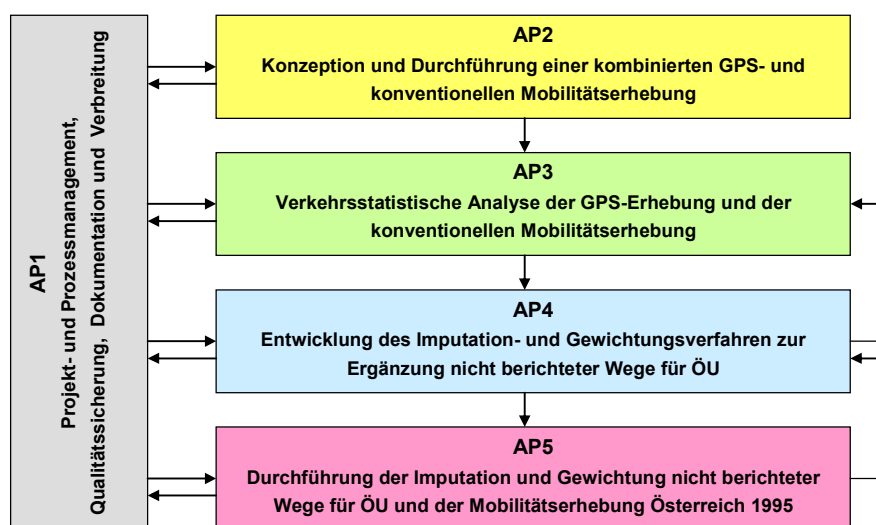 AP1
Projekt- und Prozessmanagement,
Qualitätssicherung, Dokumentation und Verbreitung
AP2
Konzeption und Durchführung einer kombinierten GPS- und
konventionellen Mobilitätserhebung
AP3
Verkehrsstatistische Analyse der GPS-Erhebung und der
konventionellen Mobilitätserhebung
AP4
Entwicklung des Imputation- und Gewichtungsverfahren zur
Ergänzung nicht berichteter Wege für ÖU
AP5
Durchführung der Imputation und Gewichtung nicht berichteter
Wege für ÖU und der Mobilitätserhebung Österreich 1995